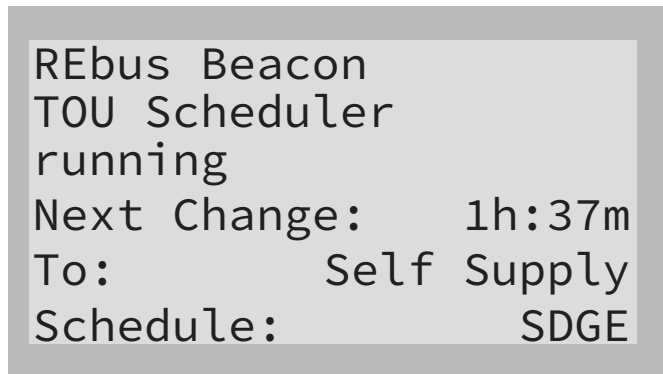 REbus Beacon
TOU Scheduler
running
Next Change: 1h:37m
To: Self Supply
Schedule: SDGE